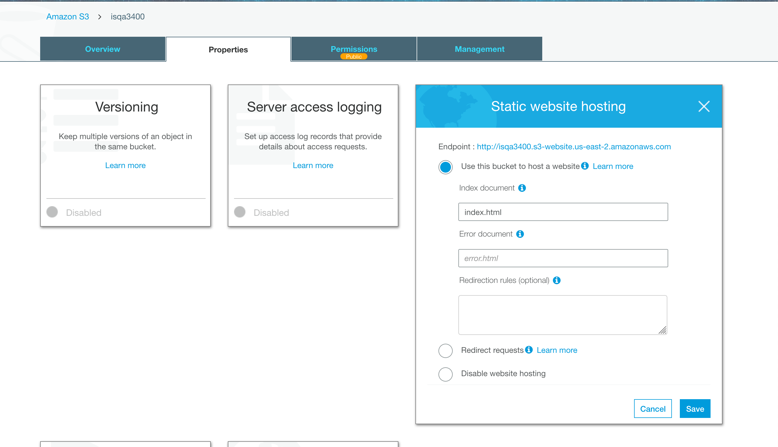 Amazon S3 > isqa3400
Overview
Properties
Permissions
Public
Management
Versioning
Keep multiple versions of an object in
the same bucket.
Learn more
Disabled
Server access logging
Set up access log records that provide
details about access requests.
Learn more
Disabled
Static website hosting
Endpoint : http://isqa3400.s3-website.us-east-2.amazonaws.com
Use this bucket to host a website Learn more
Index document
index.html
Error document
error.html
Redirection rules (optional)
Redirect requests Learn more
Disable website hosting
Cancel
Save